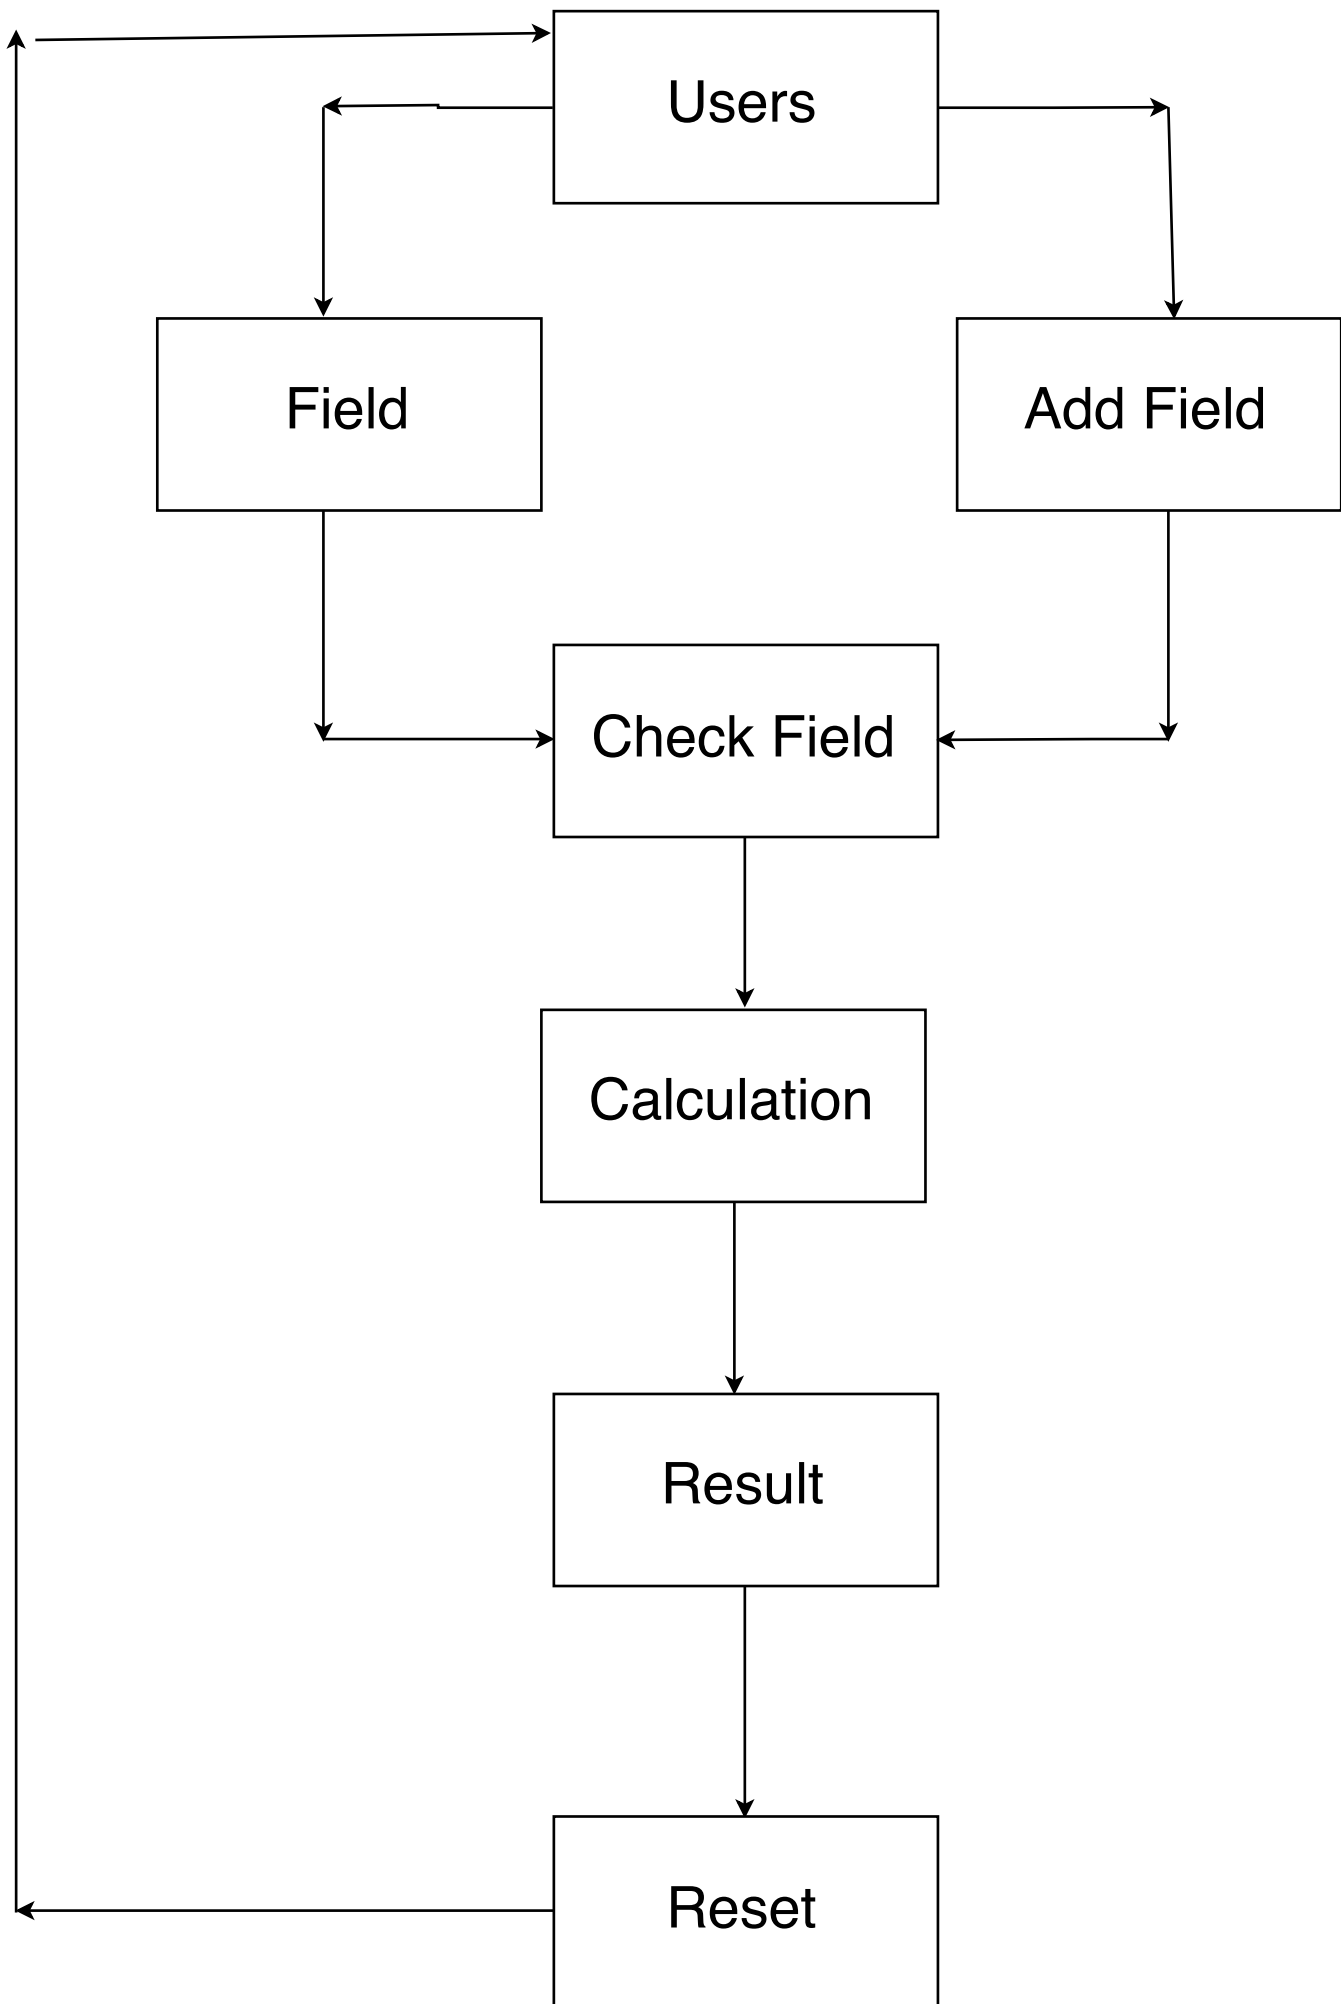 Users
Field
Add Field
Check Field
Calculation
Result
Reset